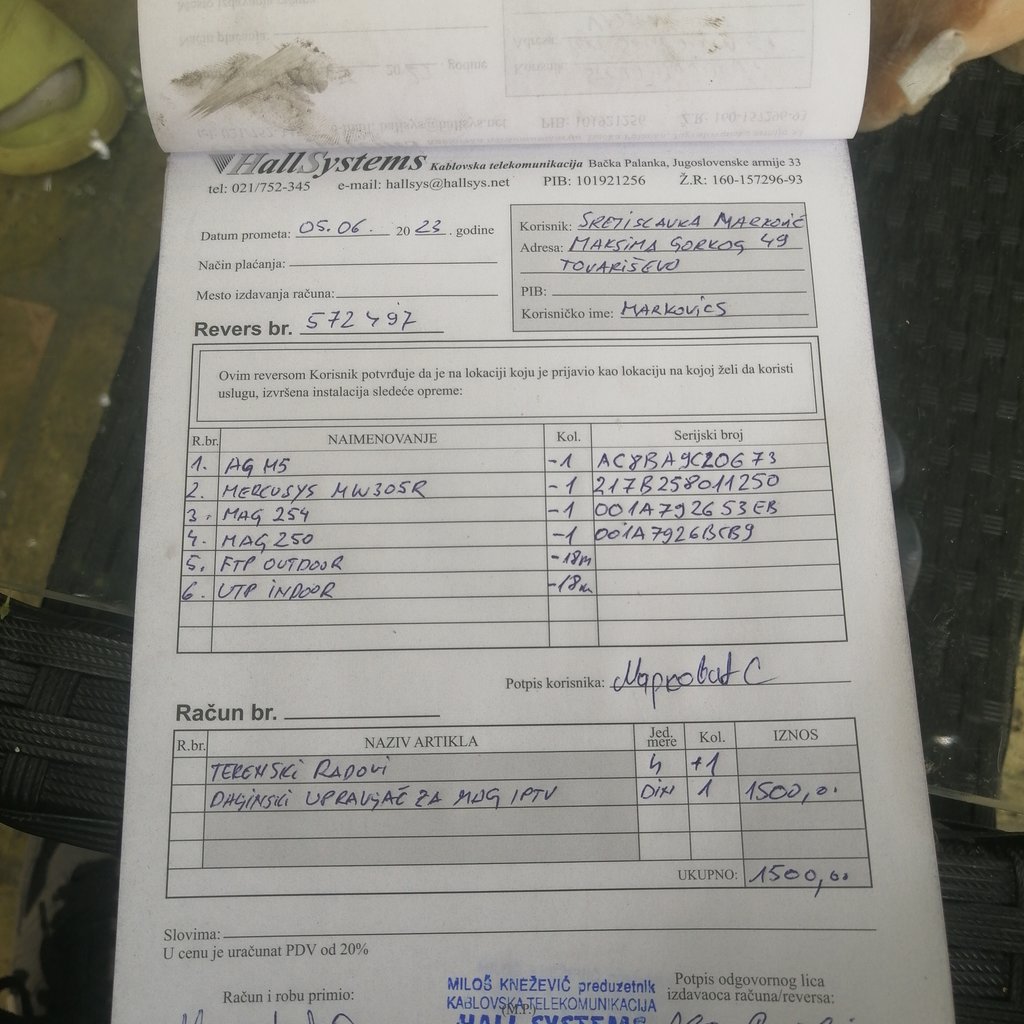 HallSystems Kablovska telekomunikacija Bačka Palanka, Jugoslovenske armije 33
tel: 021/752-345 e-mail: hallsys@hallsys.net PIB: 101921256 Ž.R: 160-157296-93
Datum prometa: 05.06. 2023. godine
Način plaćanja:
Mesto izdavanja računa:
Revers br. 572497
Korisnik: SRETISLAVKA MARKOVIĆ
Adresa: MAKSIMA GORKOG 49
TOVARIŠEVO
PIB:
Korisničko ime: MARKOVICS
Ovim reversom Korisnik potvrđuje da je na lokaciji koju je prijavio kao lokaciju na kojoj želi da koristi
uslugu, izvršena instalacija sledeće opreme:
R.br. NAIMENOVANJE Kol. Serijski broj
1. AG M5 -1 AC8BA9C20G73
2. MERCUSYS MW305R -1 217B258011250
3. MAG 254 -1 001A792653EB
4. MAG 250 -1 001A7926BCB9
5. FTP OUTDOOR -18m
6. UTP INDOOR -18m
Potpis korisnika:
Račun br.
R.br. NAZIV ARTIKLA Jed. mere Kol. IZNOS
TERENSKI RADOVI h +1
DALJINSKI UPRAVLJAČ ZA MAG IPTV DIN 1 1500,00
UKUPNO: 1500,00
Slovima:
U cenu je uračunat PDV od 20%
Račun i robu primio:
MILOŠ KNEŽEVIĆ preduzetnik
KABLOVSKA TELEKOMUNIKACIJA
(M.P.)
HALL SYSTEMS
Potpis odgovornog lica
izdavaoca računa/reversa: